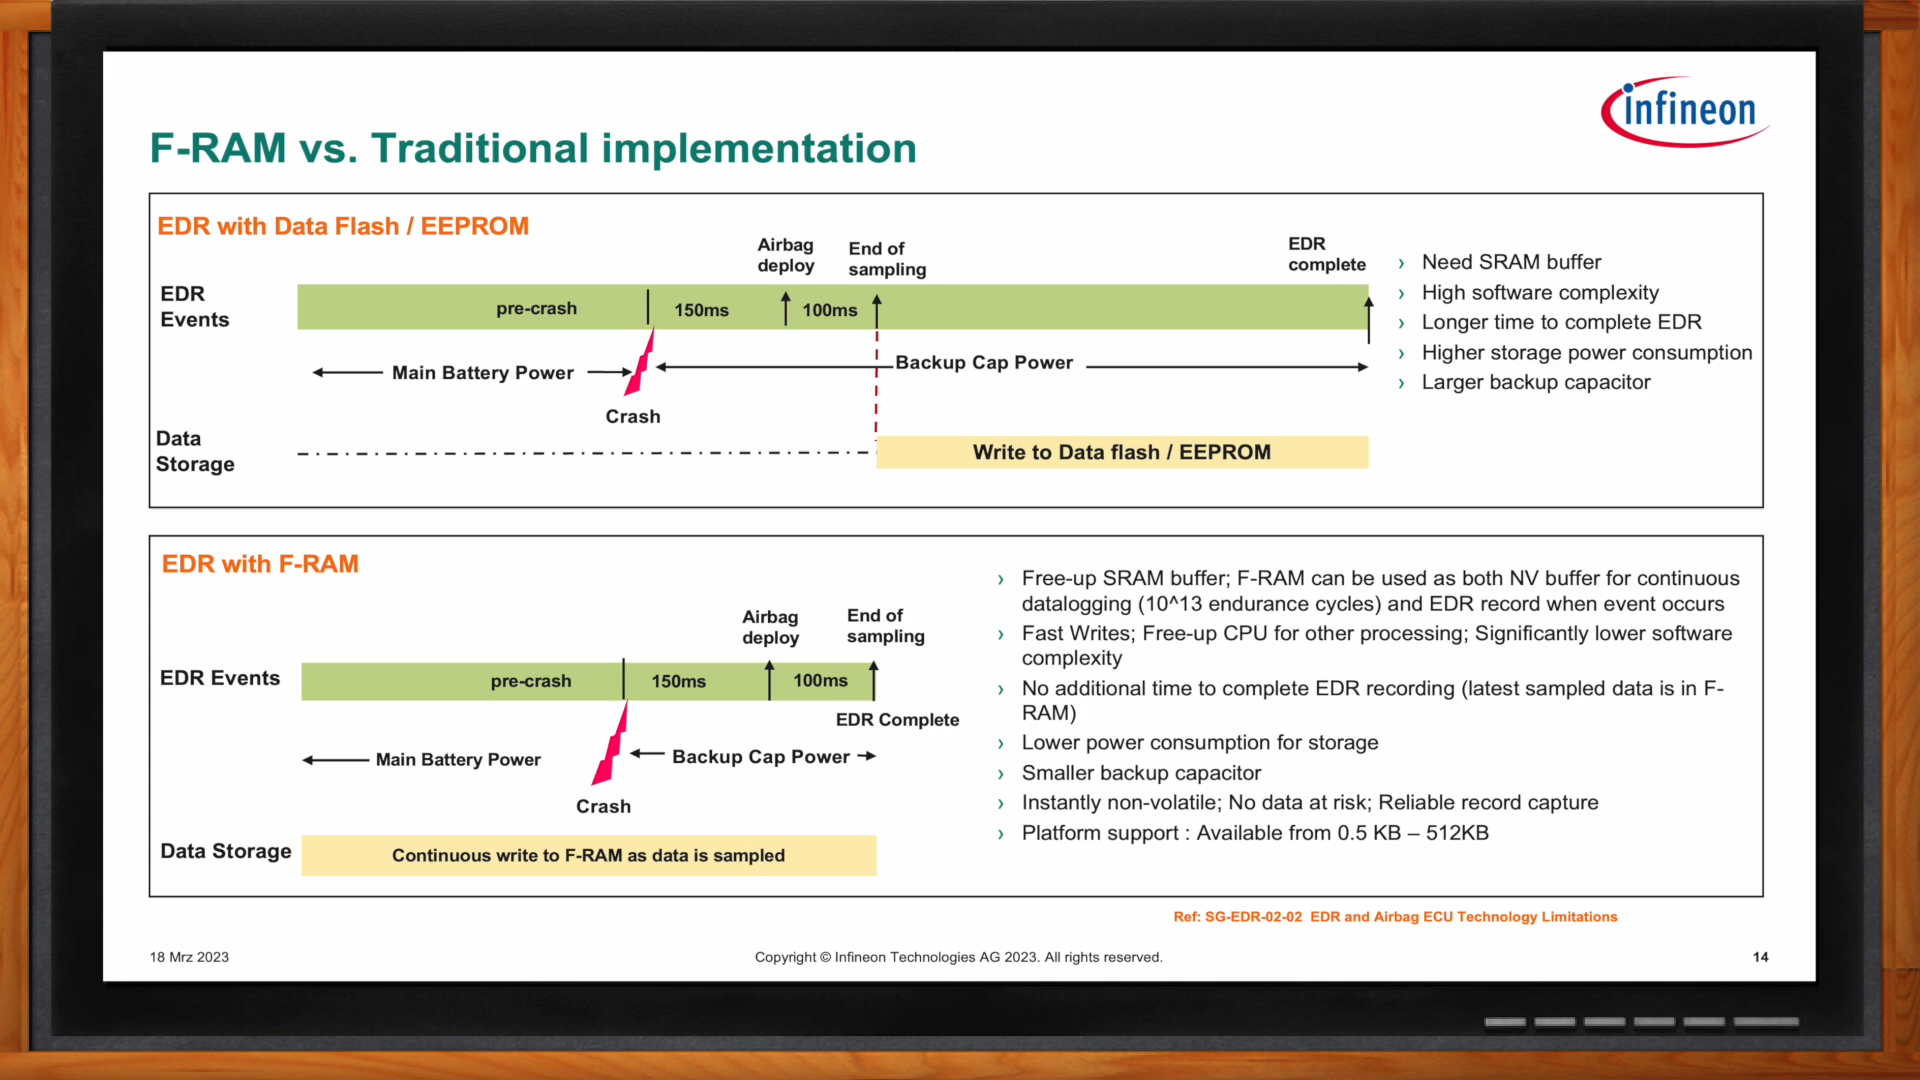 infineon
F-RAM vs. Traditional implementation
EDR with Data Flash / EEPROM
Airbag
deploy
End of
sampling
EDR
complete
EDR
Events
pre-crash
150ms
100ms
Main Battery Power
Backup Cap Power
Crash
Data
Storage
Write to Data flash / EEPROM
› Need SRAM buffer
› High software complexity
› Longer time to complete EDR
› Higher storage power consumption
› Larger backup capacitor
EDR with F-RAM
Airbag
deploy
End of
sampling
EDR Events
pre-crash
150ms
100ms
EDR Complete
Main Battery Power
Backup Cap Power
Crash
Data Storage
Continuous write to F-RAM as data is sampled
› Free-up SRAM buffer; F-RAM can be used as both NV buffer for continuous
datalogging (10^13 endurance cycles) and EDR record when event occurs
› Fast Writes; Free-up CPU for other processing; Significantly lower software
complexity
› No additional time to complete EDR recording (latest sampled data is in F-
RAM)
› Lower power consumption for storage
› Smaller backup capacitor
› Instantly non-volatile; No data at risk; Reliable record capture
› Platform support : Available from 0.5 KB – 512KB
Ref: SG-EDR-02-02 EDR and Airbag ECU Technology Limitations
18 Mrz 2023
Copyright © Infineon Technologies AG 2023. All rights reserved.
14